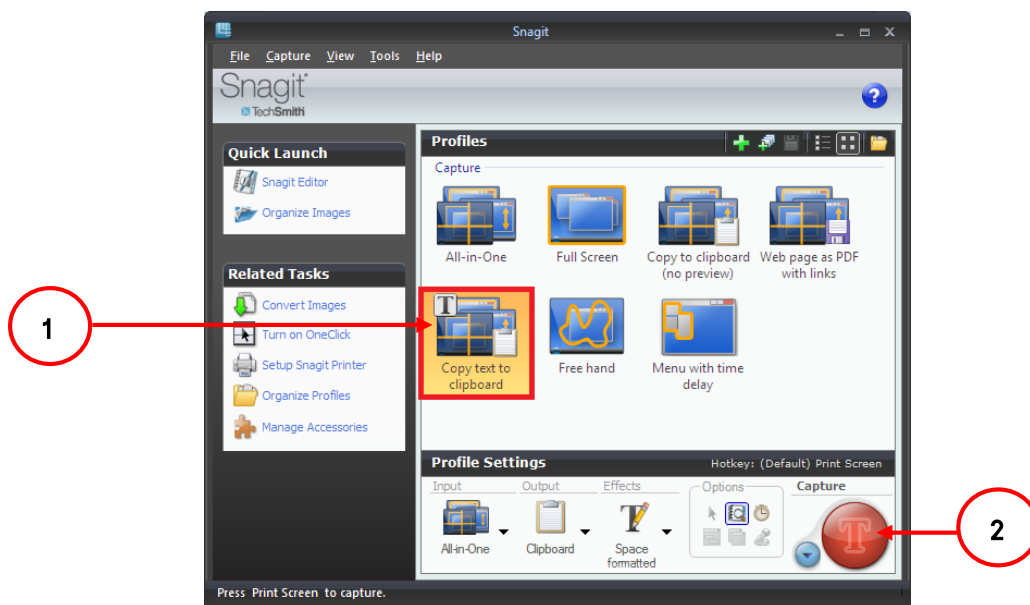 Snagit
File Capture View Tools Help
Snagit
TechSmith
?
Quick Launch
Snagit Editor
Organize Images
Related Tasks
Convert Images
Turn on OneClick
Setup Snagit Printer
Organize Profiles
Manage Accessories
Profiles
Capture
All-in-One
Full Screen
Copy to clipboard
(no preview)
Web page as PDF
with links
T
Copy text to
clipboard
Free hand
Menu with time
delay
1
Profile Settings
Hotkey: (Default) Print Screen
Input
Output
Effects
Options
Capture
T
T
All-in-One
Clipboard
Space
formatted
2
Press Print Screen to capture.